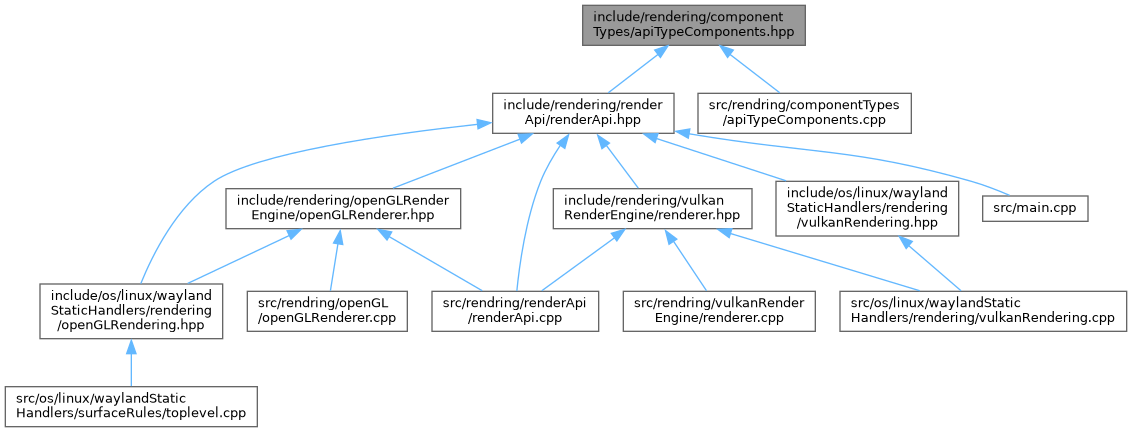 include/rendering/component
Types/apiTypeComponents.hpp
include/rendering/render
Api/renderApi.hpp
src/rendring/componentTypes
/apiTypeComponents.cpp
include/rendering/openGLRender
Engine/openGLRenderer.hpp
include/rendering/vulkan
RenderEngine/renderer.hpp
include/os/linux/wayland
StaticHandlers/rendering
/vulkanRendering.hpp
src/main.cpp
include/os/linux/wayland
StaticHandlers/rendering
/openGLRendering.hpp
src/rendring/openGL
/openGLRenderer.cpp
src/rendring/renderApi
/renderApi.cpp
src/rendring/vulkanRender
Engine/renderer.cpp
src/os/linux/waylandStatic
Handlers/rendering/vulkanRendering.cpp
src/os/linux/waylandStatic
Handlers/surfaceRules/toplevel.cpp